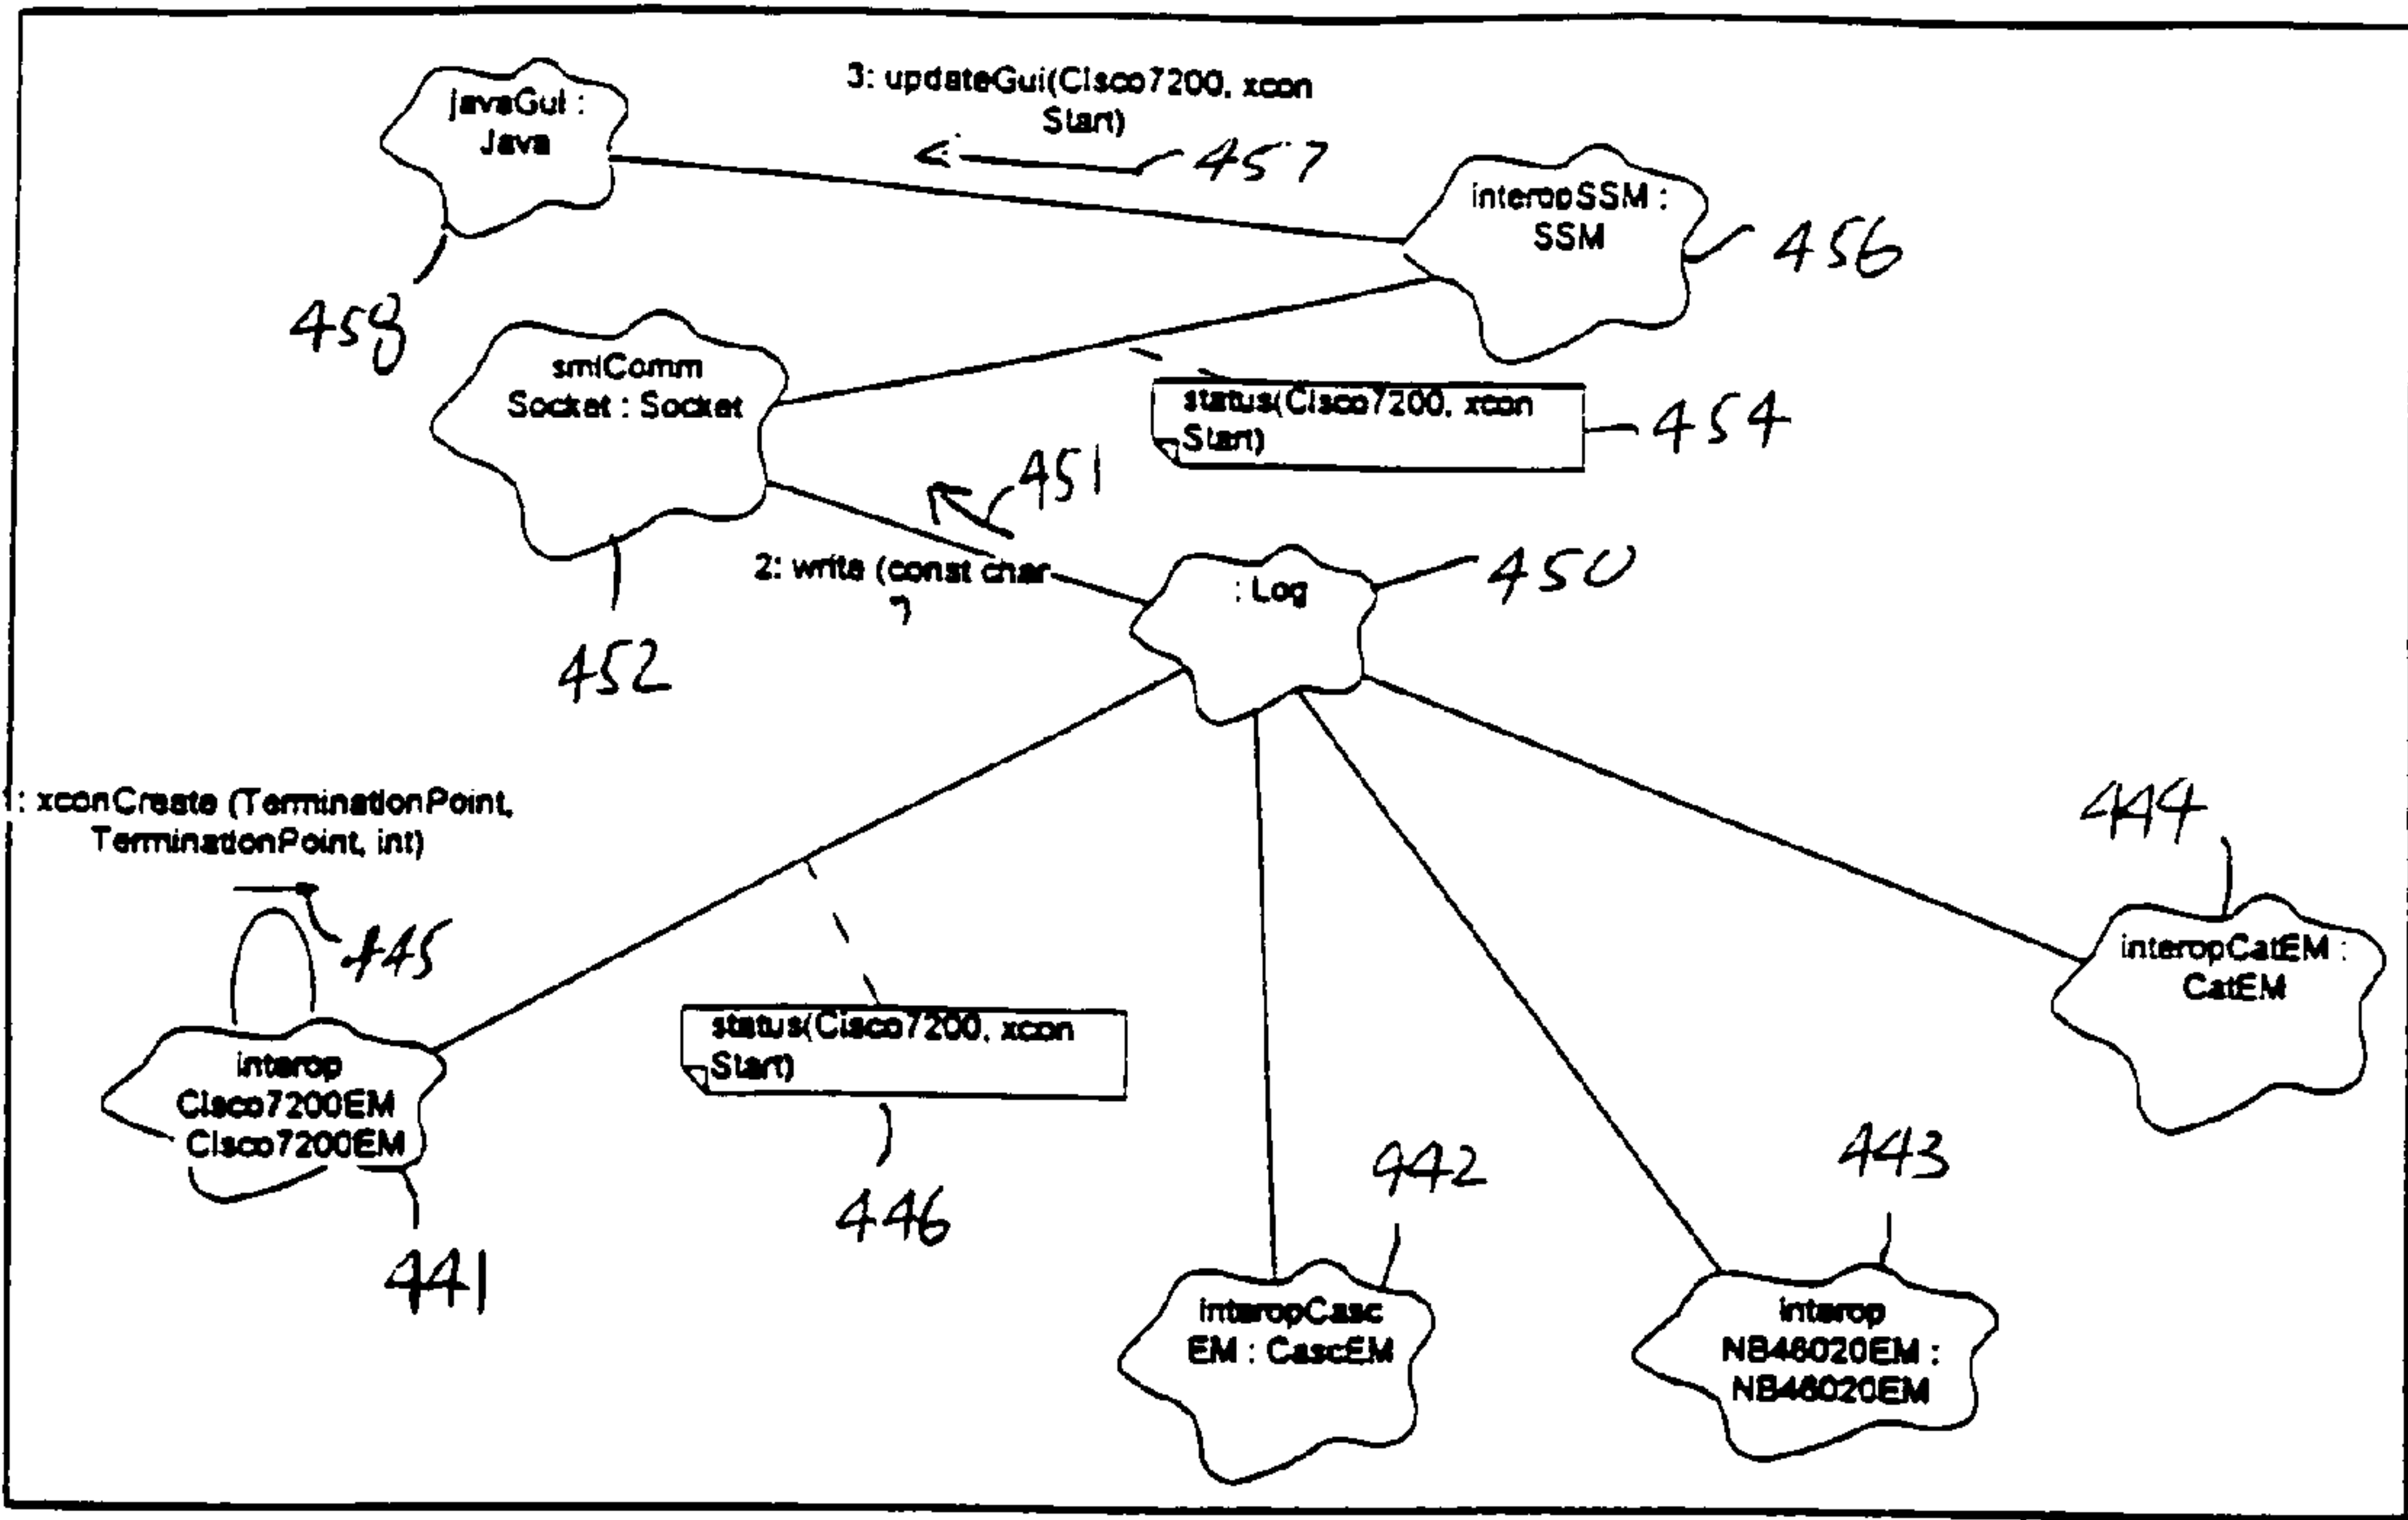 3: updateGui(Cisco7200, xcon
Start)
457
javaGui :
Java
458
interopSSM :
SSM
456
smiComm
Socket : Socket
452
status(Cisco7200, xcon
Start)
454
451
2: write (const char
: Log
450
1: xconCreate (TerminationPoint,
TerminationPoint, int)
445
interop
Cisco7200EM
Cisco7200EM
441
status(Cisco7200, xcon
Start)
446
444
interopCatEM :
CatEM
442
interopCasc
EM : CascEM
443
interop
NB46020EM :
NB46020EM